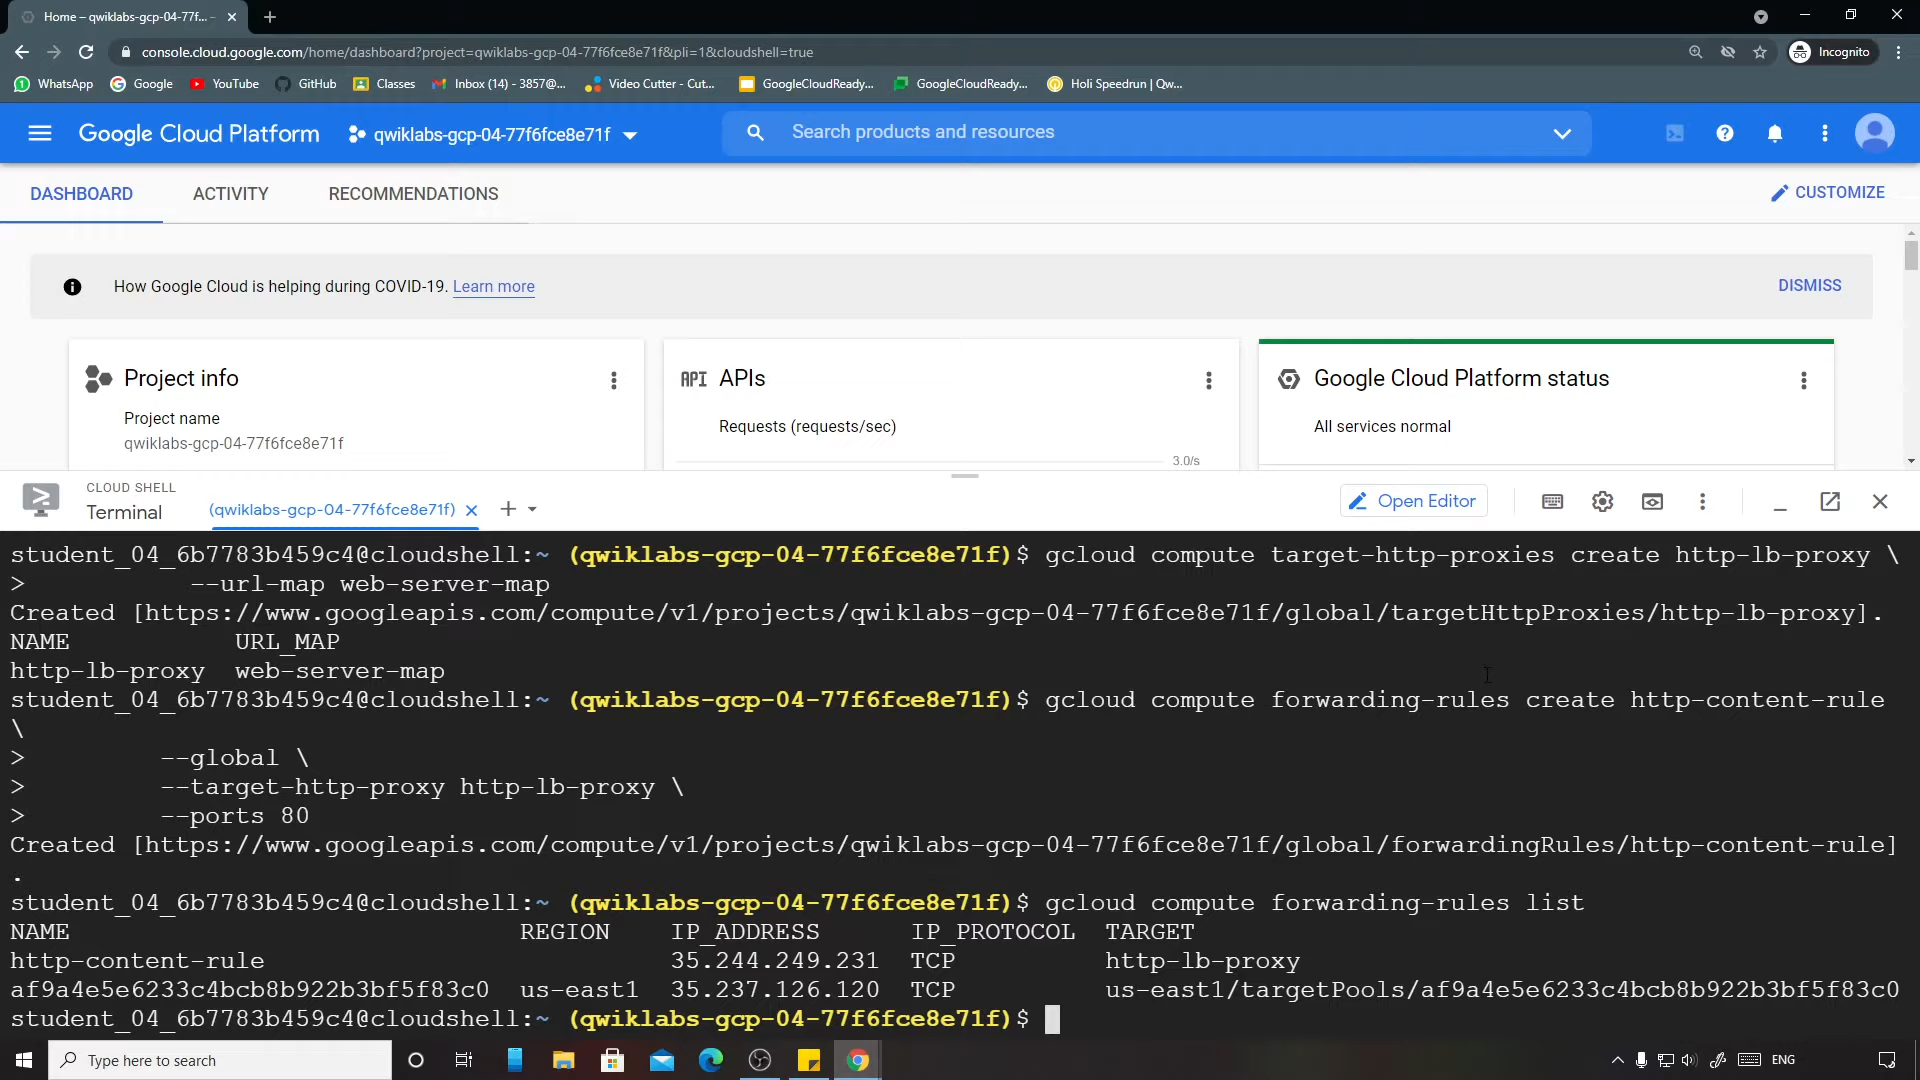 Home – qwiklabs-gcp-04-77f...
console.cloud.google.com/home/dashboard?project=qwiklabs-gcp-04-77f6fce8e71f&pli=1&cloudshell=true
Incognito
WhatsApp Google YouTube GitHub Classes Inbox (14) - 3857@... Video Cutter - Cut... GoogleCloudReady... GoogleCloudReady... Holi Speedrun | Qw...
Google Cloud Platform qwiklabs-gcp-04-77f6fce8e71f Search products and resources
DASHBOARD ACTIVITY RECOMMENDATIONS CUSTOMIZE
How Google Cloud is helping during COVID-19. Learn more DISMISS
Project info
Project name
qwiklabs-gcp-04-77f6fce8e71f
API APIs
Requests (requests/sec)
3.0/s
Google Cloud Platform status
All services normal
CLOUD SHELL
Terminal (qwiklabs-gcp-04-77f6fce8e71f) Open Editor
student_04_6b7783b459c4@cloudshell:~ (qwiklabs-gcp-04-77f6fce8e71f)$ gcloud compute target-http-proxies create http-lb-proxy \
> --url-map web-server-map
Created [https://www.googleapis.com/compute/v1/projects/qwiklabs-gcp-04-77f6fce8e71f/global/targetHttpProxies/http-lb-proxy].
NAME URL_MAP
http-lb-proxy web-server-map
student_04_6b7783b459c4@cloudshell:~ (qwiklabs-gcp-04-77f6fce8e71f)$ gcloud compute forwarding-rules create http-content-rule
\
> --global \
> --target-http-proxy http-lb-proxy \
> --ports 80
Created [https://www.googleapis.com/compute/v1/projects/qwiklabs-gcp-04-77f6fce8e71f/global/forwardingRules/http-content-rule]
.
student_04_6b7783b459c4@cloudshell:~ (qwiklabs-gcp-04-77f6fce8e71f)$ gcloud compute forwarding-rules list
NAME REGION IP_ADDRESS IP_PROTOCOL TARGET
http-content-rule 35.244.249.231 TCP http-lb-proxy
af9a4e5e6233c4bcb8b922b3bf5f83c0 us-east1 35.237.126.120 TCP us-east1/targetPools/af9a4e5e6233c4bcb8b922b3bf5f83c0
student_04_6b7783b459c4@cloudshell:~ (qwiklabs-gcp-04-77f6fce8e71f)$
Type here to search ENG